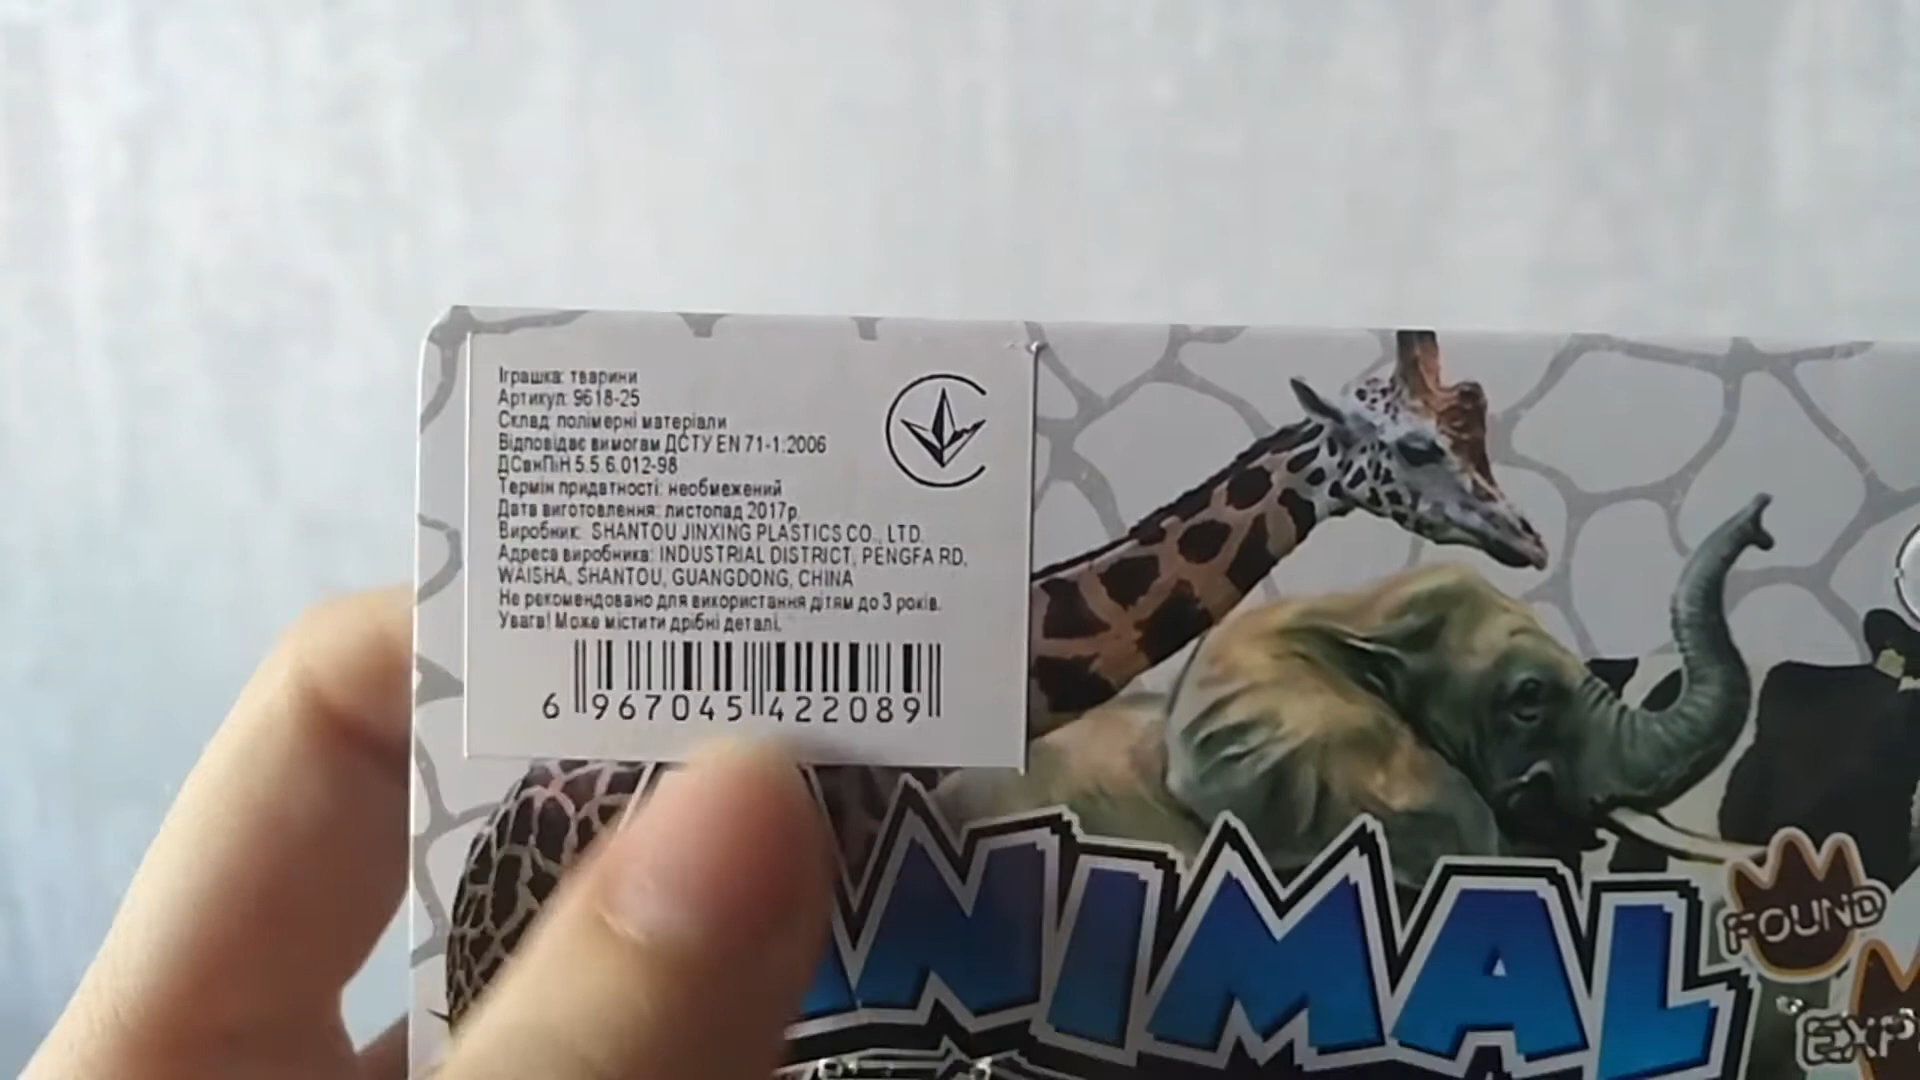 Іграшка: тварини
Артикул: 9618-25
Склад: полімерні матеріали
Відповідає вимогам ДСТУ EN 71-1:2006
ДСанПіН 5.5.6.012-98
Термін придатності: необмежений
Дата виготовлення: листопад 2017р.
Виробник: SHANTOU JINXING PLASTICS CO., LTD.
Адреса виробника: INDUSTRIAL DISTRICT, PENGFA RD,
WAISHA, SHANTOU, GUANGDONG, CHINA
Не рекомендовано для використання дітям до 3 років.
Увага! Може містити дрібні деталі.
6 967045 422089
ANIMAL
FOUND